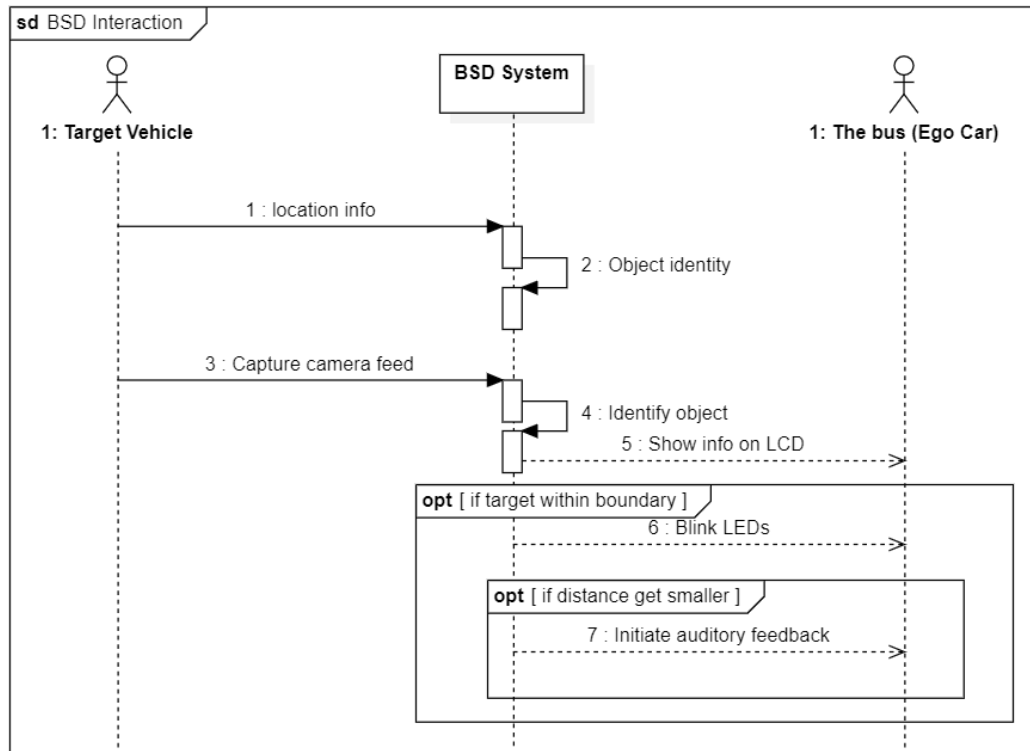 sd BSD Interaction
BSD System
1: Target Vehicle
1: The bus (Ego Car)
1 : location info
2 : Object identity
3 : Capture camera feed
4 : Identify object
5 : Show info on LCD
opt [ if target within boundary ]
6 : Blink LEDs
opt [ if distance get smaller ]
7 : Initiate auditory feedback